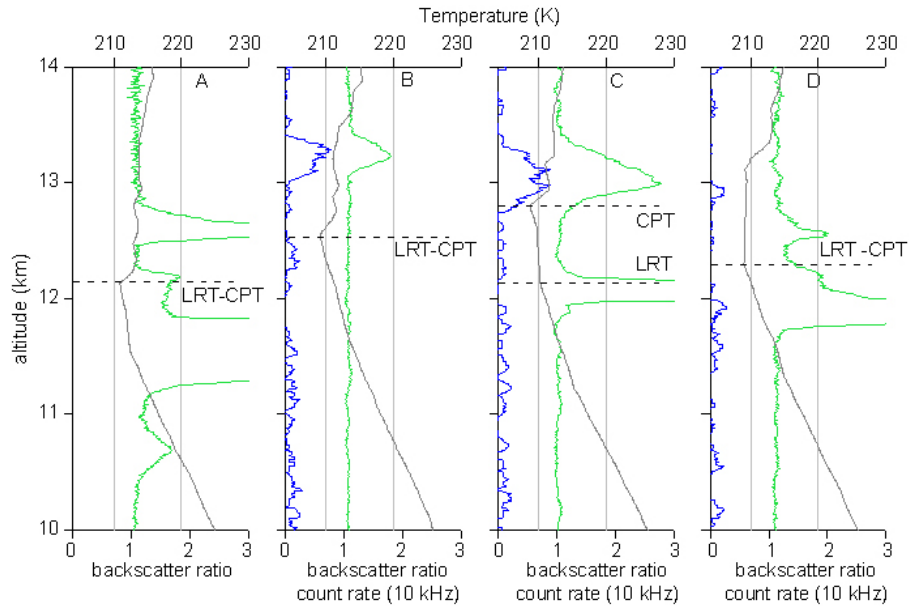 Temperature (K)
210 220 230 210 220 230 210 220 230 210 220 230
14
A
B
C
D
13
CPT
LRT-CPT
LRT -CPT
LRT
LRT-CPT
12
altitude (km)
11
10
0 1 2 3 0 1 2 3 0 1 2 3 0 1 2 3
backscatter ratio
backscatter ratio
count rate (10 kHz)
backscatter ratio
count rate (10 kHz)
backscatter ratio
count rate (10 kHz)